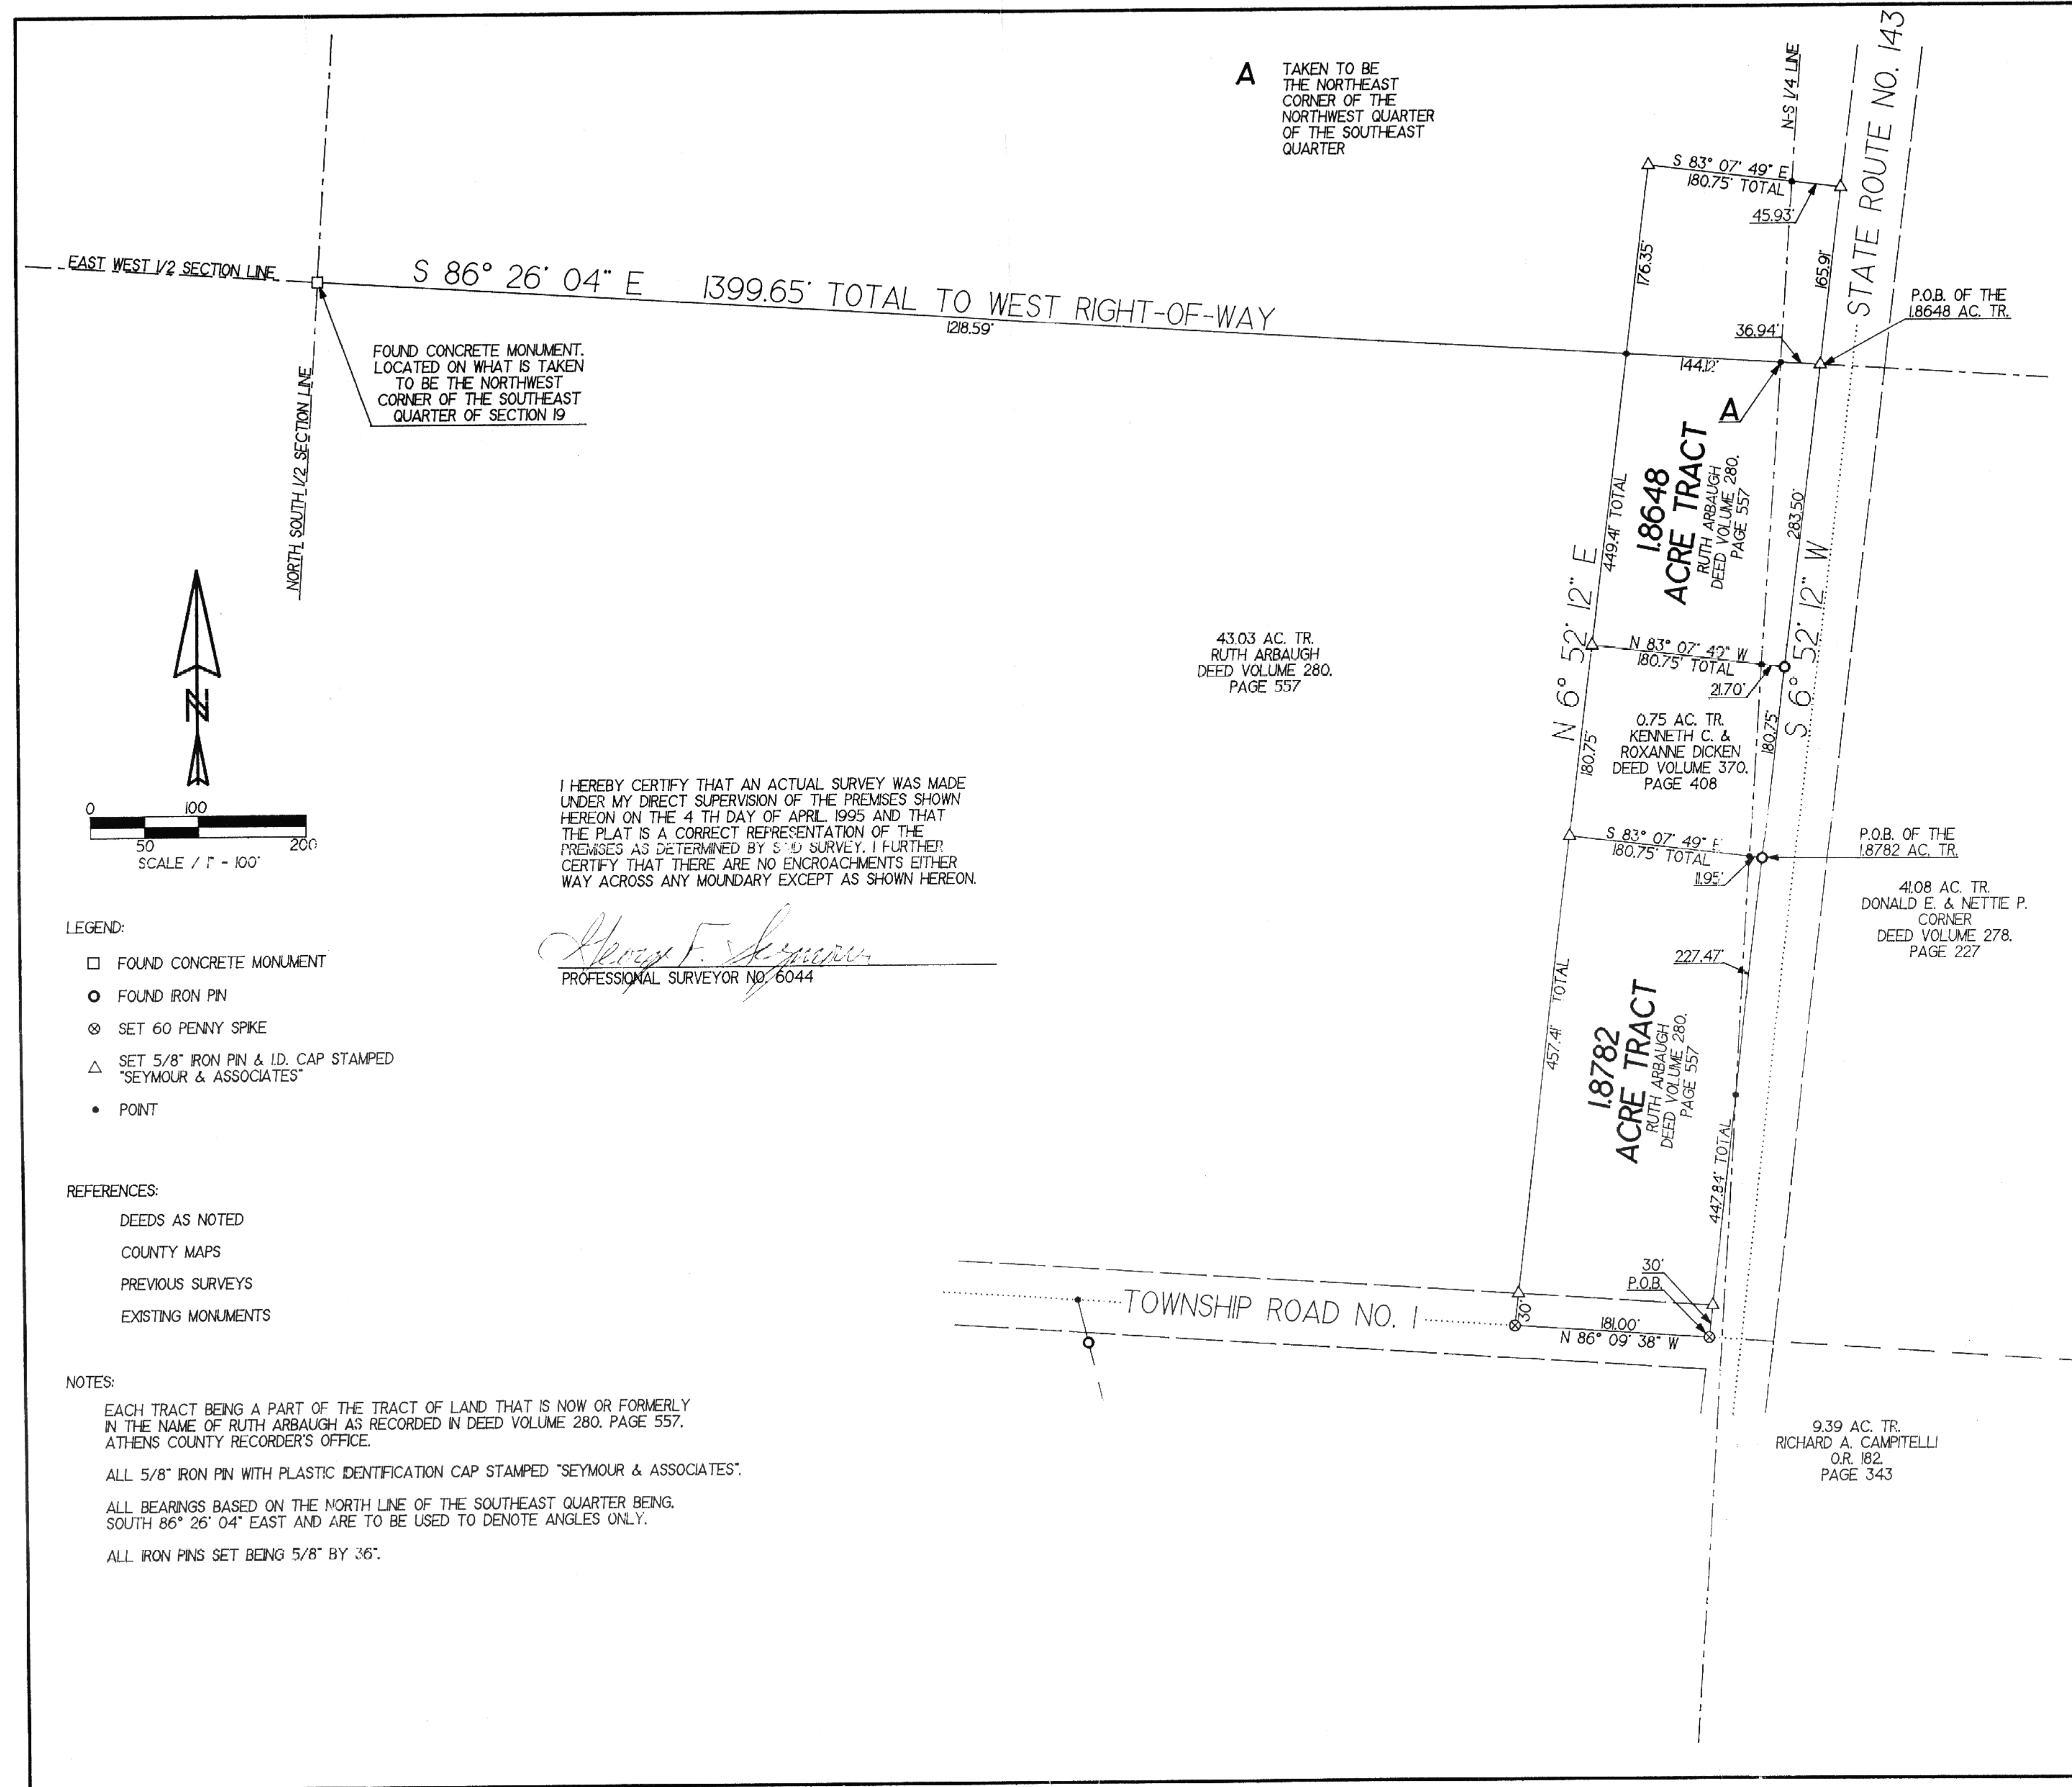 A
TAKEN TO BE
THE NORTHEAST
CORNER OF THE
NORTHWEST QUARTER
OF THE SOUTHEAST
QUARTER
N-S 1/4 LINE
STATE ROUTE NO. 143
S 83° 07' 49" E
180.75' TOTAL
45.93'
176.35'
165.91'
EAST WEST 1/2 SECTION LINE
S 86° 26' 04" E 1399.65' TOTAL TO WEST RIGHT-OF-WAY
1218.59'
P.O.B. OF THE
1.8648 AC. TR.
36.94'
144.12'
A
FOUND CONCRETE MONUMENT.
LOCATED ON WHAT IS TAKEN
TO BE THE NORTHWEST
CORNER OF THE SOUTHEAST
QUARTER OF SECTION 19
NORTH SOUTH 1/2 SECTION LINE
1.8648
ACRE TRACT
RUTH ARBAUGH
DEED VOLUME 280.
PAGE 557
449.41' TOTAL
283.50'
N 6° 52' 12" E
S 6° 52' 12" W
N 83° 07' 49" W
180.75' TOTAL
21.70'
43.03 AC. TR.
RUTH ARBAUGH
DEED VOLUME 280.
PAGE 557
0.75 AC. TR.
KENNETH C. &
ROXANNE DICKEN
DEED VOLUME 370.
PAGE 408
180.75'
180.75'
N
0 100
50 200
SCALE / 1" - 100'
I HEREBY CERTIFY THAT AN ACTUAL SURVEY WAS MADE
UNDER MY DIRECT SUPERVISION OF THE PREMISES SHOWN
HEREON ON THE 4 TH DAY OF APRIL. 1995 AND THAT
THE PLAT IS A CORRECT REPRESENTATION OF THE
PREMISES AS DETERMINED BY SAID SURVEY. I FURTHER
CERTIFY THAT THERE ARE NO ENCROACHMENTS EITHER
WAY ACROSS ANY MOUNDARY EXCEPT AS SHOWN HEREON.
George F. Seymour
PROFESSIONAL SURVEYOR NO. 6044
S 83° 07' 49" E
180.75' TOTAL
11.95'
P.O.B. OF THE
1.8782 AC. TR.
41.08 AC. TR.
DONALD E. & NETTIE P.
CORNER
DEED VOLUME 278.
PAGE 227
227.47'
457.41' TOTAL
1.8782
ACRE TRACT
RUTH ARBAUGH
DEED VOLUME 280.
PAGE 557
447.84' TOTAL
LEGEND:
FOUND CONCRETE MONUMENT
FOUND IRON PIN
SET 60 PENNY SPIKE
SET 5/8" IRON PIN & I.D. CAP STAMPED
"SEYMOUR & ASSOCIATES"
POINT
REFERENCES:
DEEDS AS NOTED
COUNTY MAPS
PREVIOUS SURVEYS
EXISTING MONUMENTS
30'
P.O.B.
TOWNSHIP ROAD NO. 1
30'
181.00'
N 86° 09' 38" W
NOTES:
EACH TRACT BEING A PART OF THE TRACT OF LAND THAT IS NOW OR FORMERLY
IN THE NAME OF RUTH ARBAUGH AS RECORDED IN DEED VOLUME 280. PAGE 557.
ATHENS COUNTY RECORDER'S OFFICE.
ALL 5/8" IRON PIN WITH PLASTIC IDENTIFICATION CAP STAMPED "SEYMOUR & ASSOCIATES".
ALL BEARINGS BASED ON THE NORTH LINE OF THE SOUTHEAST QUARTER BEING.
SOUTH 86° 26' 04" EAST AND ARE TO BE USED TO DENOTE ANGLES ONLY.
ALL IRON PINS SET BEING 5/8" BY 36".
9.39 AC. TR.
RICHARD A. CAMPITELLI
O.R. 182.
PAGE 343